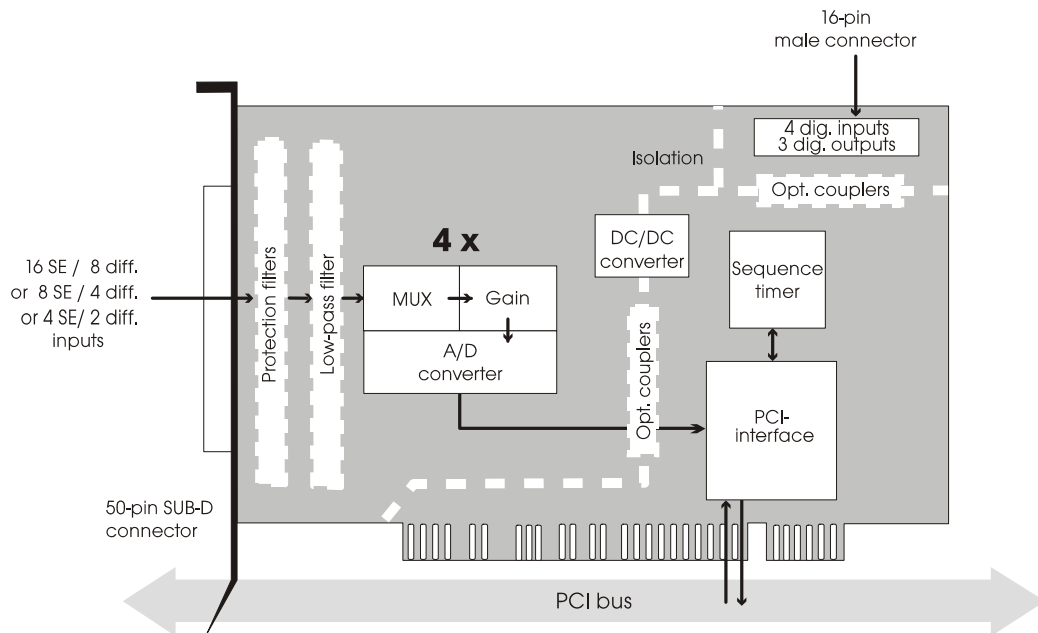 16-pin
male connector
4 dig. inputs
3 dig. outputs
Isolation
Opt. couplers
DC/DC
converter
4 x
Sequence
timer
16 SE / 8 diff.
or 8 SE / 4 diff.
or 4 SE/ 2 diff.
inputs
Protection filters
Low-pass filter
MUX
Gain
A/D
converter
Opt. couplers
PCI-
interface
50-pin SUB-D
connector
PCI bus